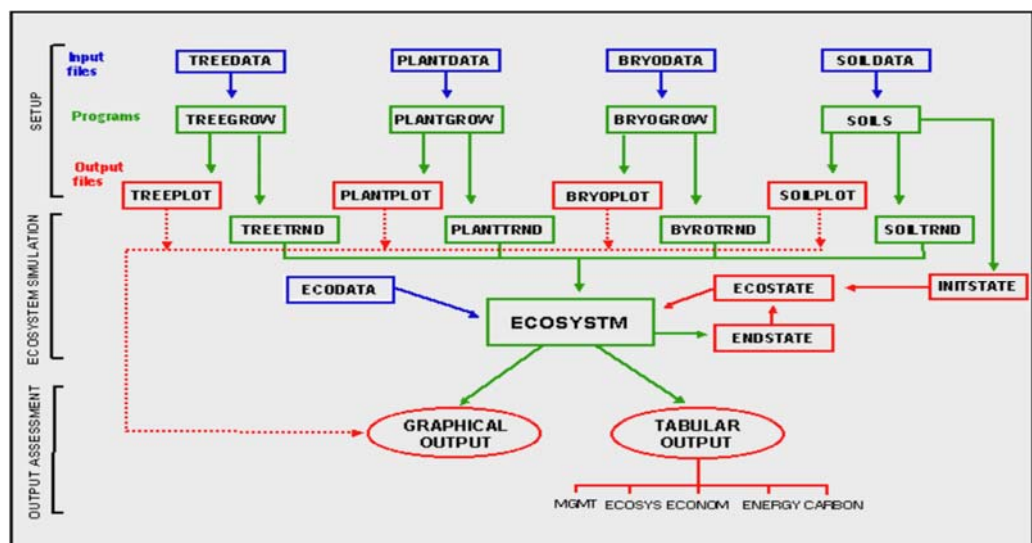 Input files
TREEDATA
PLANTDATA
BRYODATA
SOILDATA
SETUP
Programs
TREEGROW
PLANTGROW
BRYOGROW
SOILS
Output files
TREEPLOT
PLANTPLOT
BRYOPLOT
SOILPLOT
ECOSYSTEM SIMULATION
TREETRND
PLANTTRND
BYROTRND
SOILTRND
ECODATA
ECOSTATE
INITSTATE
ECOSYSTM
ENDSTATE
OUTPUT ASSESSMENT
GRAPHICAL OUTPUT
TABULAR OUTPUT
MGMT ECOSYS ECONOM ENERGY CARBON